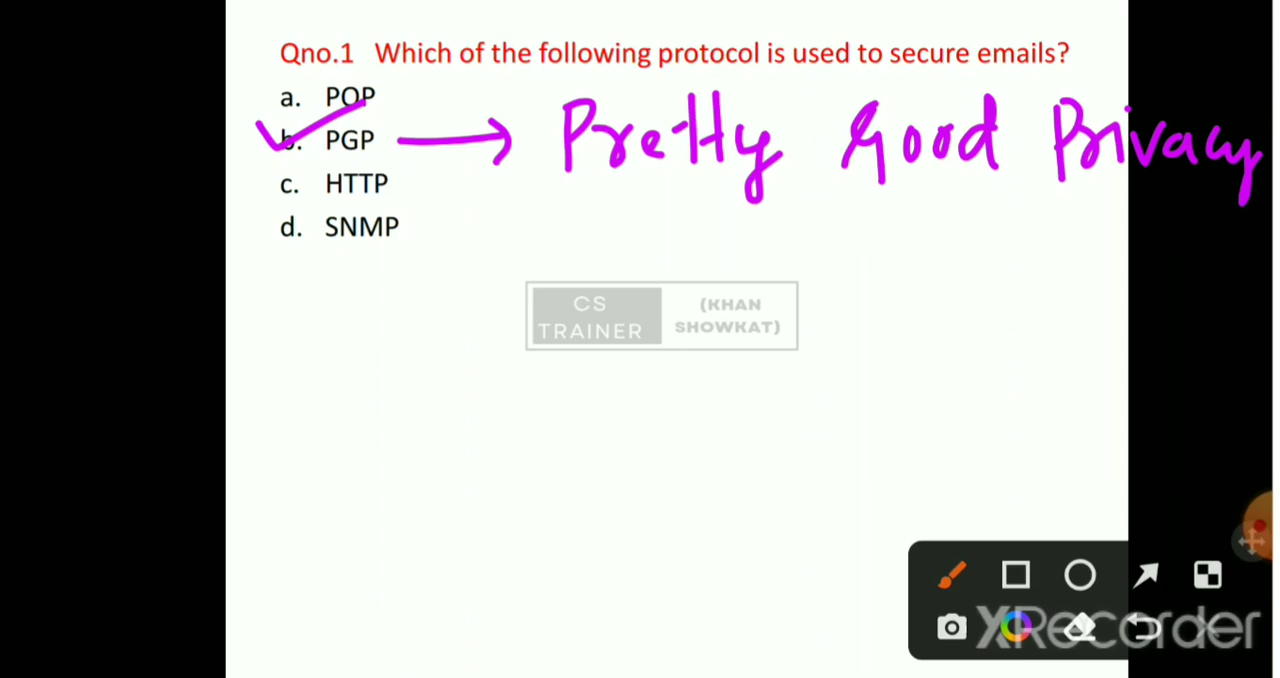 Qno.1 Which of the following protocol is used to secure emails?
a. POP
b. PGP → Pretty Good Privacy
c. HTTP
d. SNMP
CS TRAINER
(KHAN SHOWKAT)
XRecorder